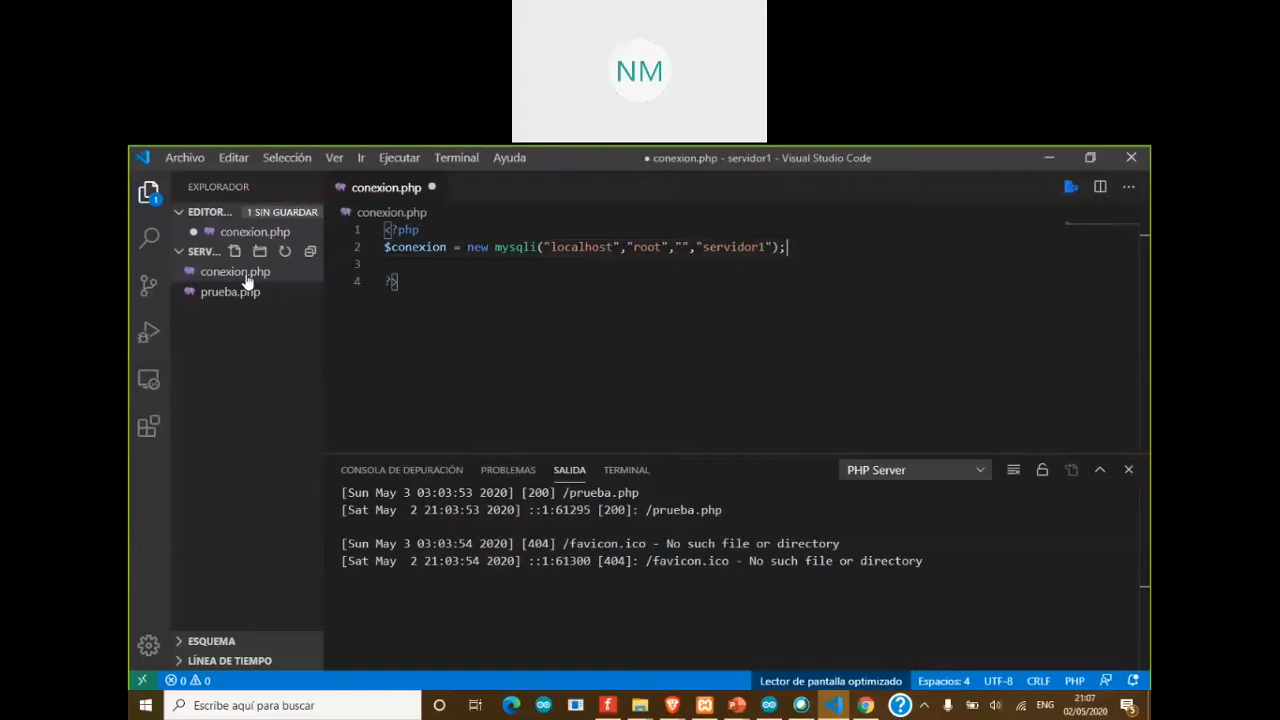 NM
Archivo Editar Selección Ver Ir Ejecutar Terminal Ayuda
● conexion.php - servidor1 - Visual Studio Code
EXPLORADOR
conexion.php ●
EDITOR... 1 SIN GUARDAR
conexion.php
● conexion.php
1 <?php
SERV...
2 $conexion = new mysqli("localhost","root","","servidor1");
conexion.php
3
4 ?>
prueba.php
1
CONSOLA DE DEPURACIÓN PROBLEMAS SALIDA TERMINAL PHP Server
[Sun May 3 03:03:53 2020] [200] /prueba.php
[Sat May 2 21:03:53 2020] ::1:61295 [200]: /prueba.php
[Sun May 3 03:03:54 2020] [404] /favicon.ico - No such file or directory
[Sat May 2 21:03:54 2020] ::1:61300 [404]: /favicon.ico - No such file or directory
ESQUEMA
LÍNEA DE TIEMPO
0 0 Lector de pantalla optimizado Espacios: 4 UTF-8 CRLF PHP
Escribe aquí para buscar
ENG
21:07
02/05/2020
5